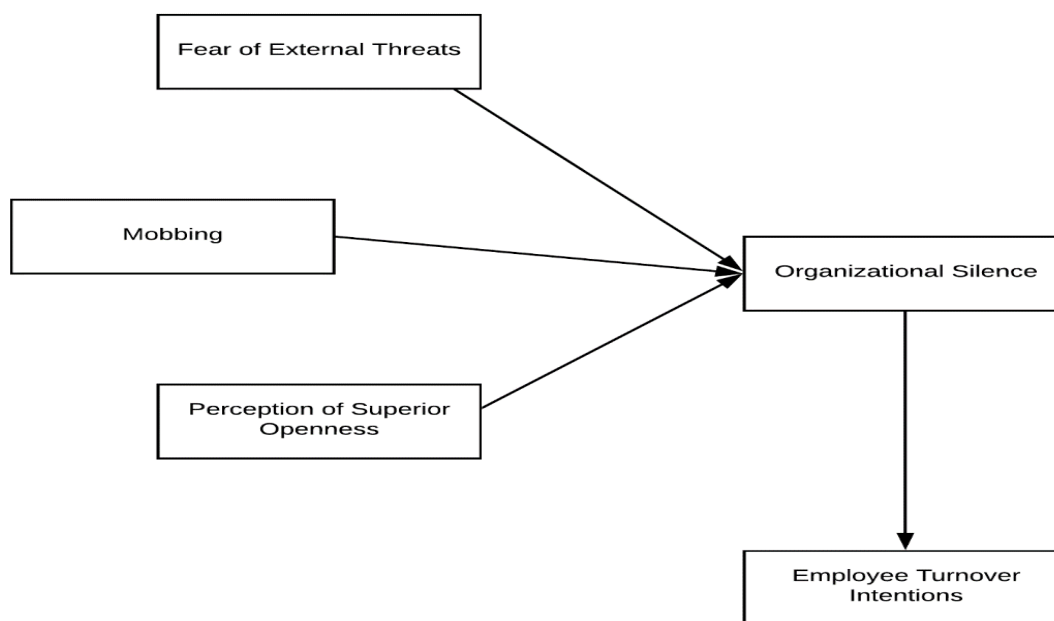 Fear of External Threats
Mobbing
Organizational Silence
Perception of Superior
Openness
Employee Turnover
Intentions